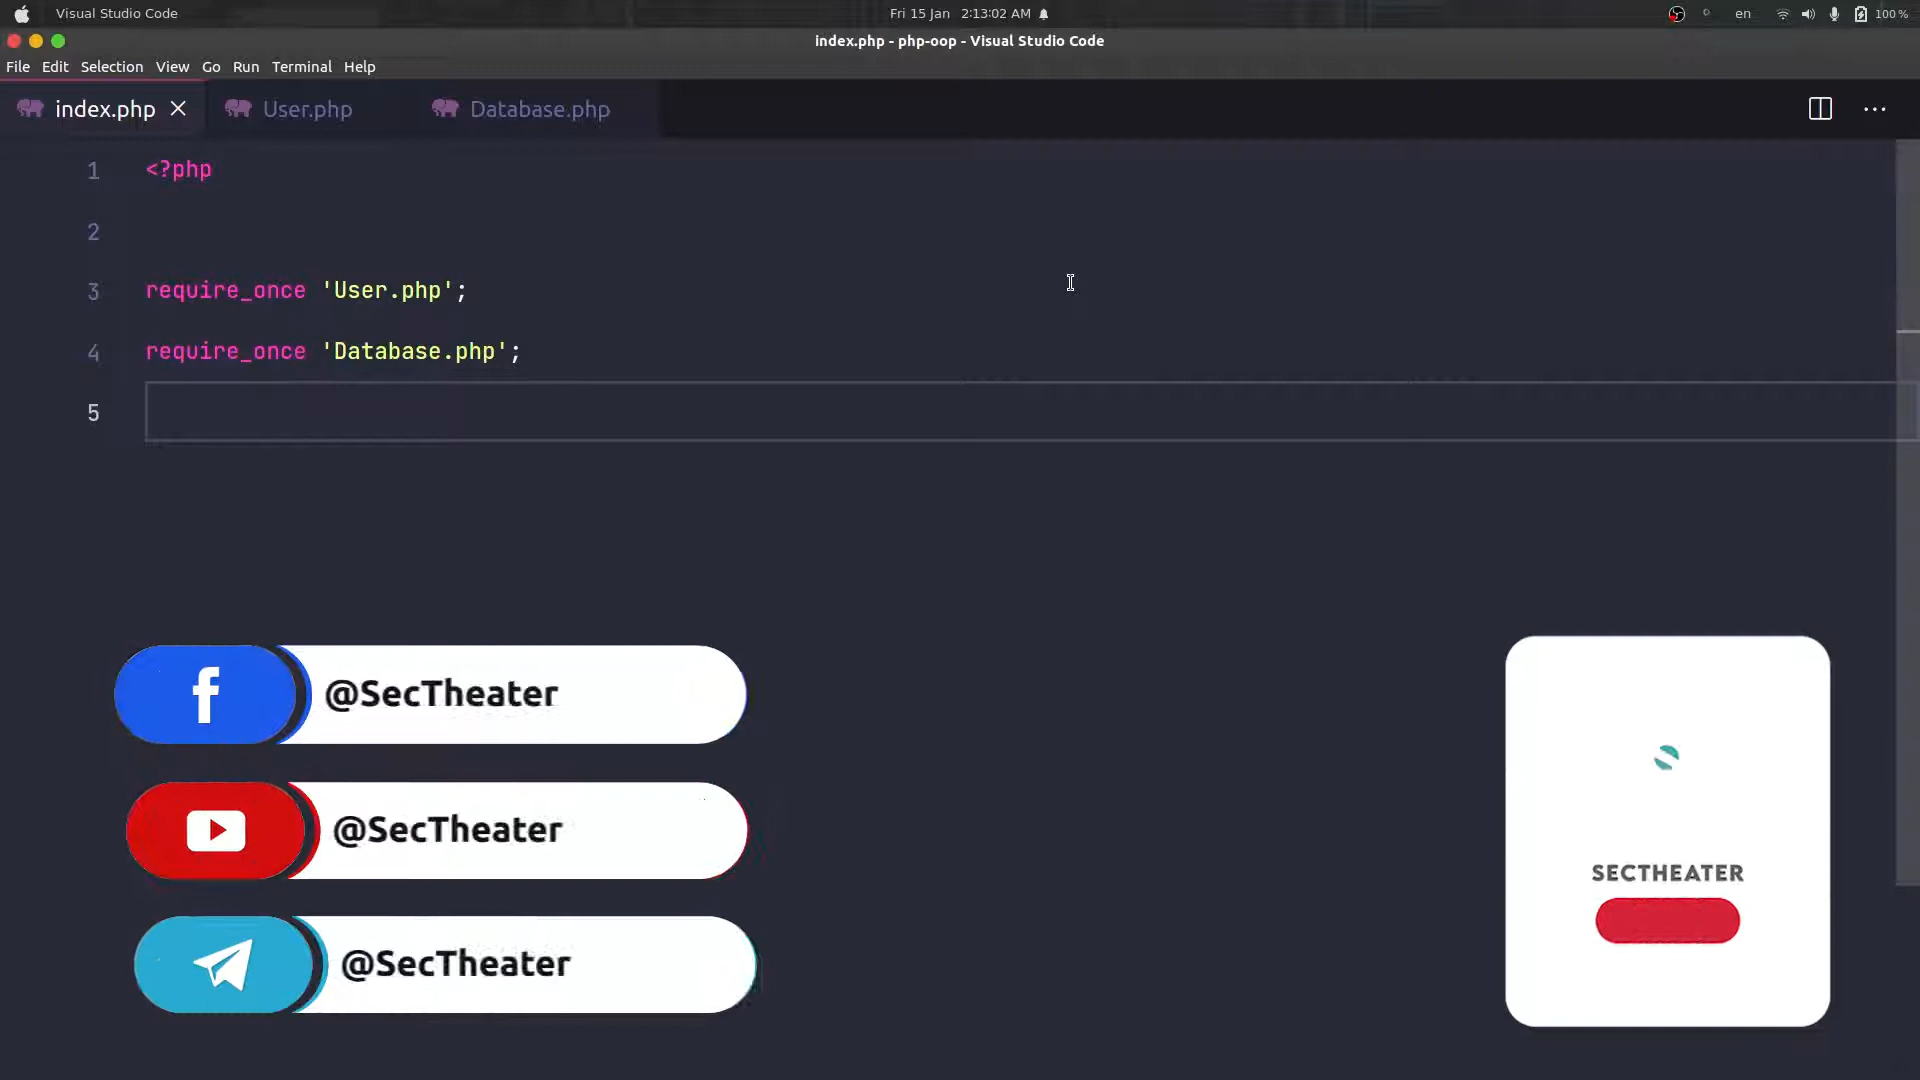 Visual Studio Code
Fri 15 Jan 2:13:02 AM
en
100 %
index.php - php-oop - Visual Studio Code
File Edit Selection View Go Run Terminal Help
index.php
User.php
Database.php
1 <?php
2
3 require_once 'User.php';
4 require_once 'Database.php';
5
@SecTheater
@SecTheater
@SecTheater
SECTHEATER